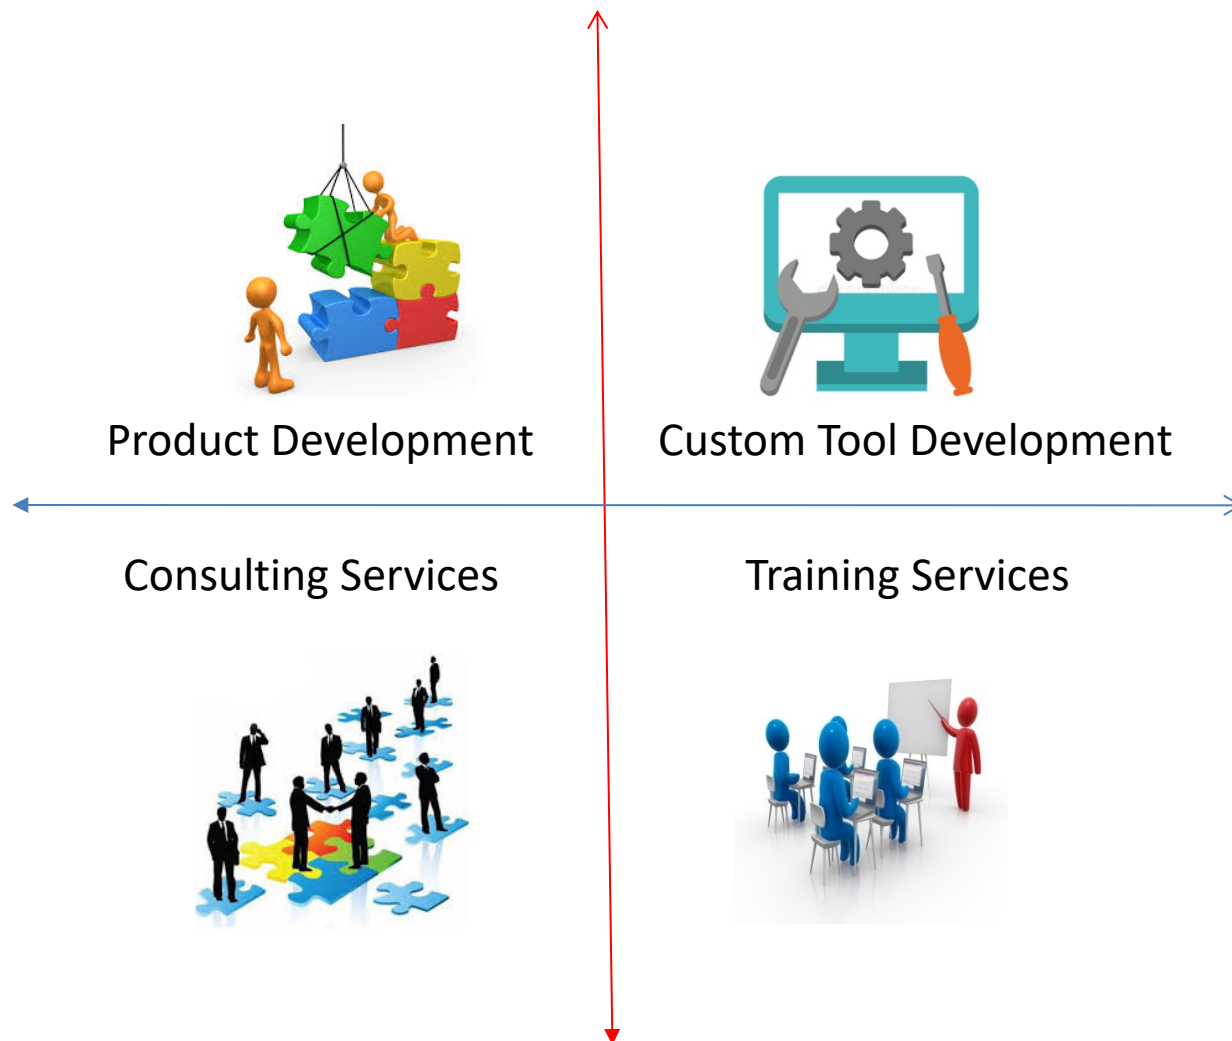 Product Development
Custom Tool Development
Consulting Services
Training Services